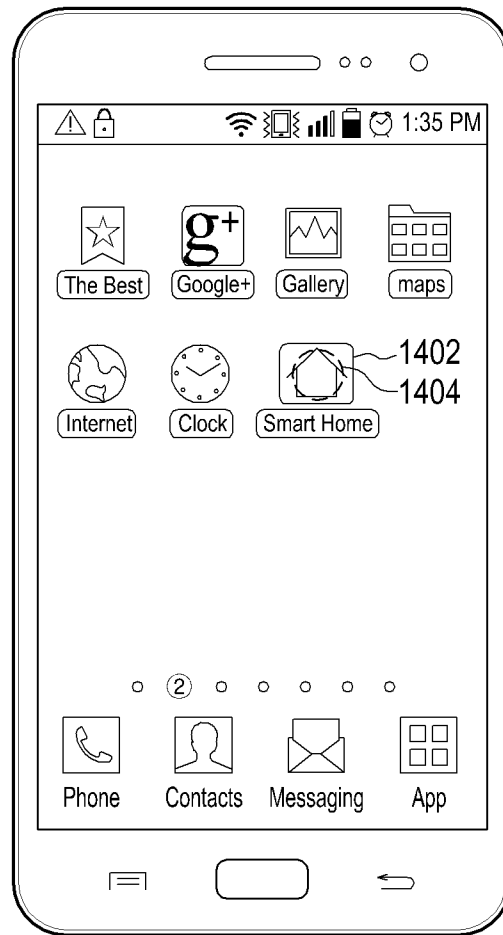 1:35 PM
g+
The Best Google+ Gallery maps
1402
1404
Internet Clock Smart Home
2
Phone Contacts Messaging App